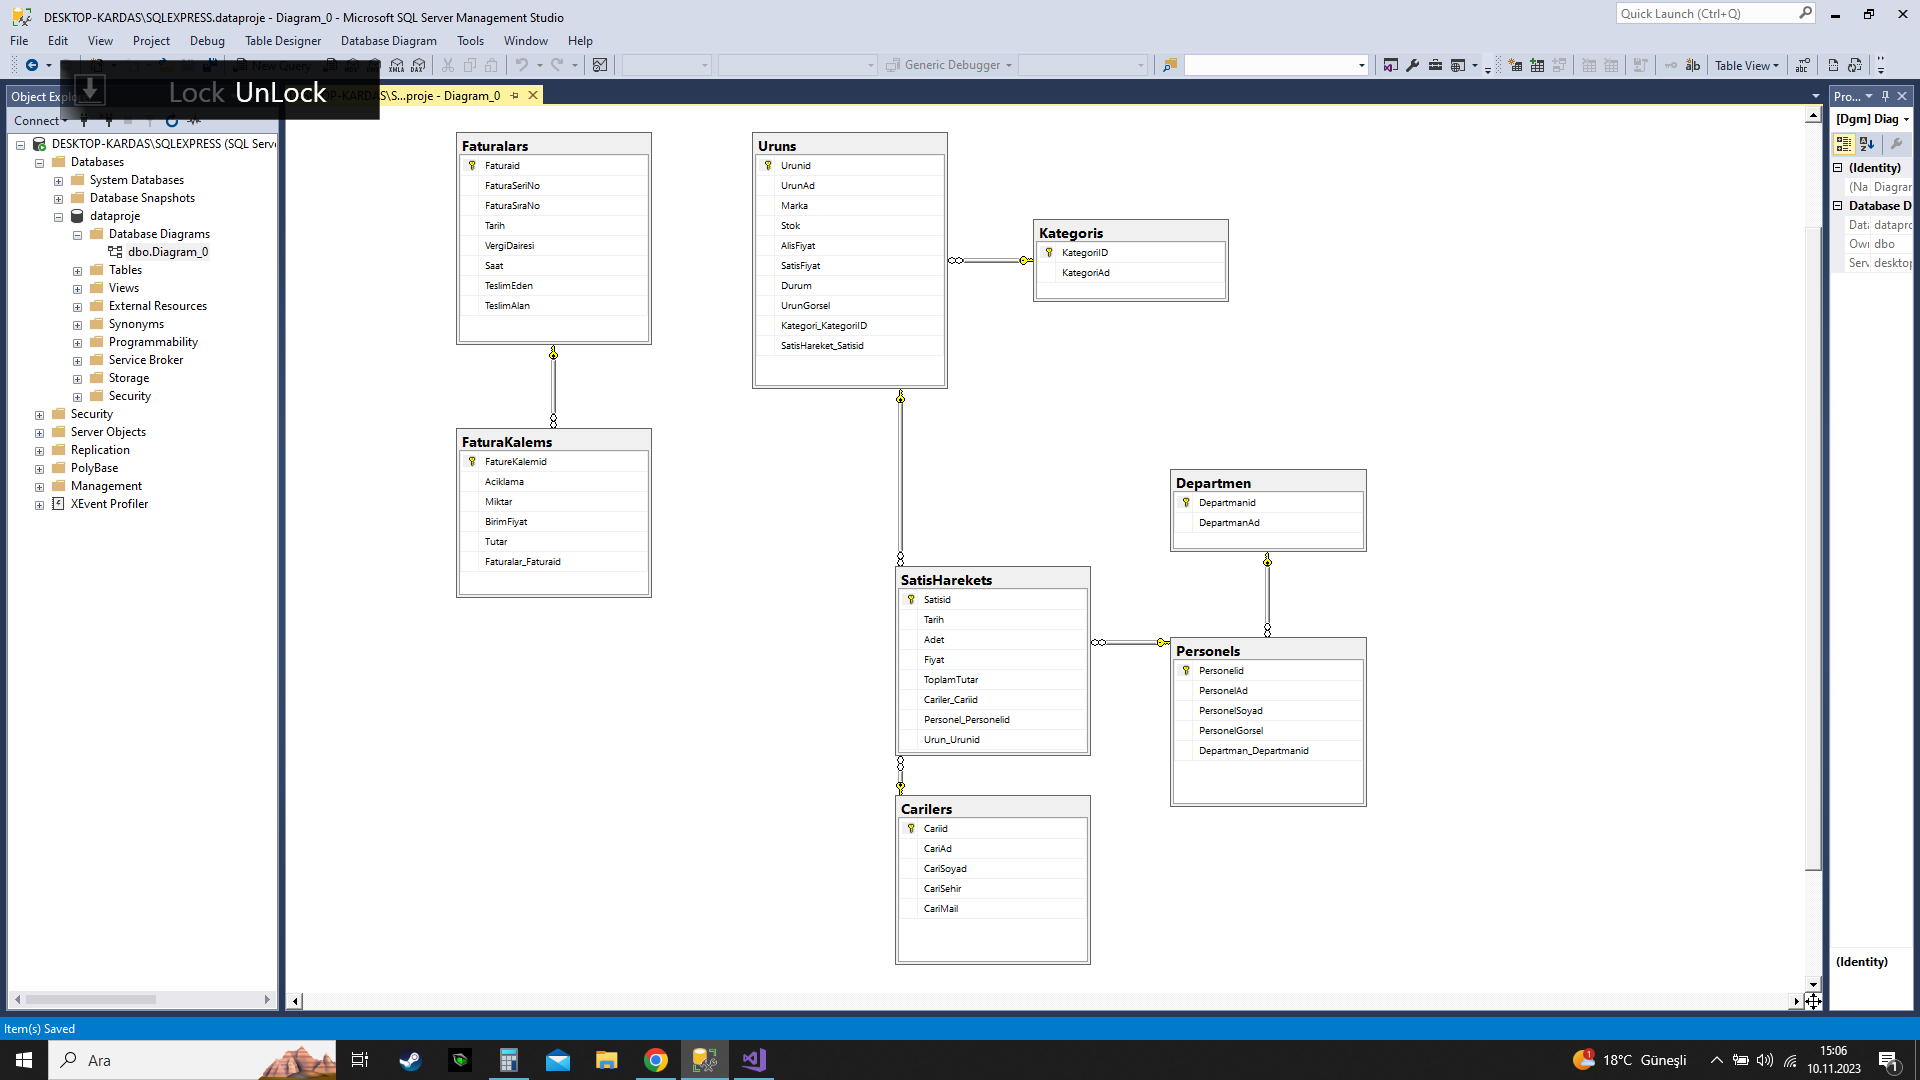 DESKTOP-KARDAS\SQLEXPRESS.dataproje - Diagram_0 - Microsoft SQL Server Management Studio
Quick Launch (Ctrl+Q)
File Edit View Project Debug Table Designer Database Diagram Tools Window Help
New Query
XMLA DAX
Generic Debugger
Table View
Lock UnLock
Object Explo
KARDAS\S...proje - Diagram_0
Connect
DESKTOP-KARDAS\SQLEXPRESS (SQL Serve
Databases
System Databases
Database Snapshots
dataproje
Database Diagrams
dbo.Diagram_0
Tables
Views
External Resources
Synonyms
Programmability
Service Broker
Storage
Security
Security
Server Objects
Replication
PolyBase
Management
XEvent Profiler
Faturalars
Faturaid
FaturaSeriNo
FaturaSıraNo
Tarih
VergiDairesi
Saat
TeslimEden
TeslimAlan
FaturaKalems
FatureKalemid
Aciklama
Miktar
BirimFiyat
Tutar
Faturalar_Faturaid
Uruns
Urunid
UrunAd
Marka
Stok
AlisFiyat
SatisFiyat
Durum
UrunGorsel
Kategori_KategoriID
SatisHareket_Satisid
Kategoris
KategoriID
KategoriAd
SatisHarekets
Satisid
Tarih
Adet
Fiyat
ToplamTutar
Cariler_Cariid
Personel_Personelid
Urun_Urunid
Departmen
Departmanid
DepartmanAd
Personels
Personelid
PersonelAd
PersonelSoyad
PersonelGorsel
Departman_Departmanid
Carilers
Cariid
CariAd
CariSoyad
CariSehir
CariMail
Pro...
[Dgm] Diag
(Identity)
(Na Diagran
Database D
Dat dataproj
Own dbo
Serv desktop
(Identity)
Item(s) Saved
Ara
18°C Güneşli
15:06
10.11.2023